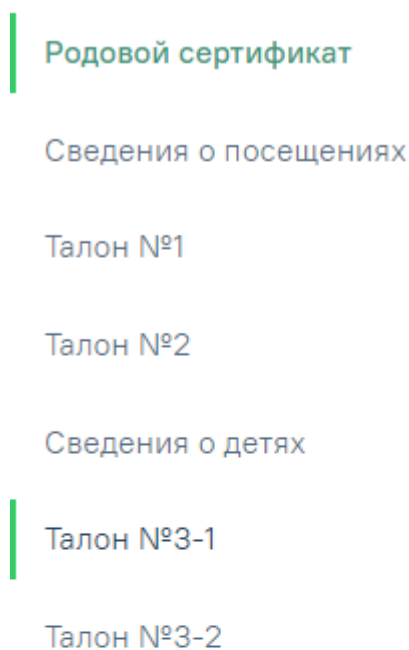 Родовой сертификат
Сведения о посещениях
Талон №1
Талон №2
Сведения о детях
Талон №3-1
Талон №3-2